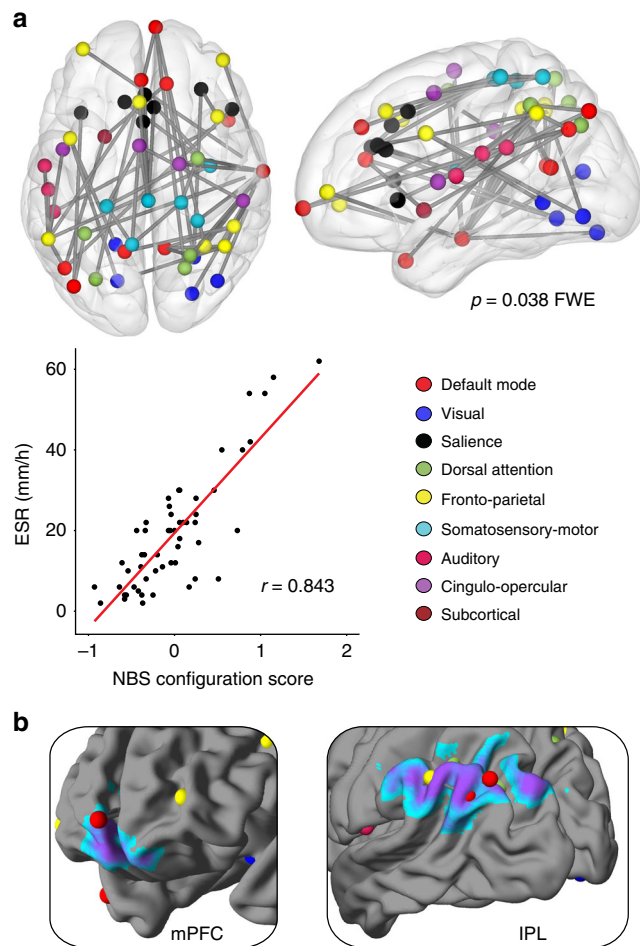 a
p = 0.038 FWE
60
40
20
0
ESR (mm/h)
r = 0.843
−1
0
1
2
NBS configuration score
Default mode
Visual
Salience
Dorsal attention
Fronto-parietal
Somatosensory-motor
Auditory
Cingulo-opercular
Subcortical
b
mPFC
IPL